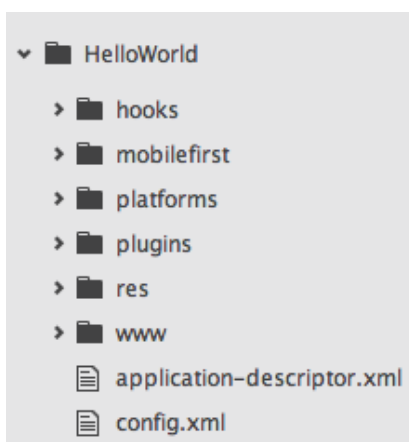 HelloWorld
hooks
mobilefirst
platforms
plugins
res
www
application-descriptor.xml
config.xml